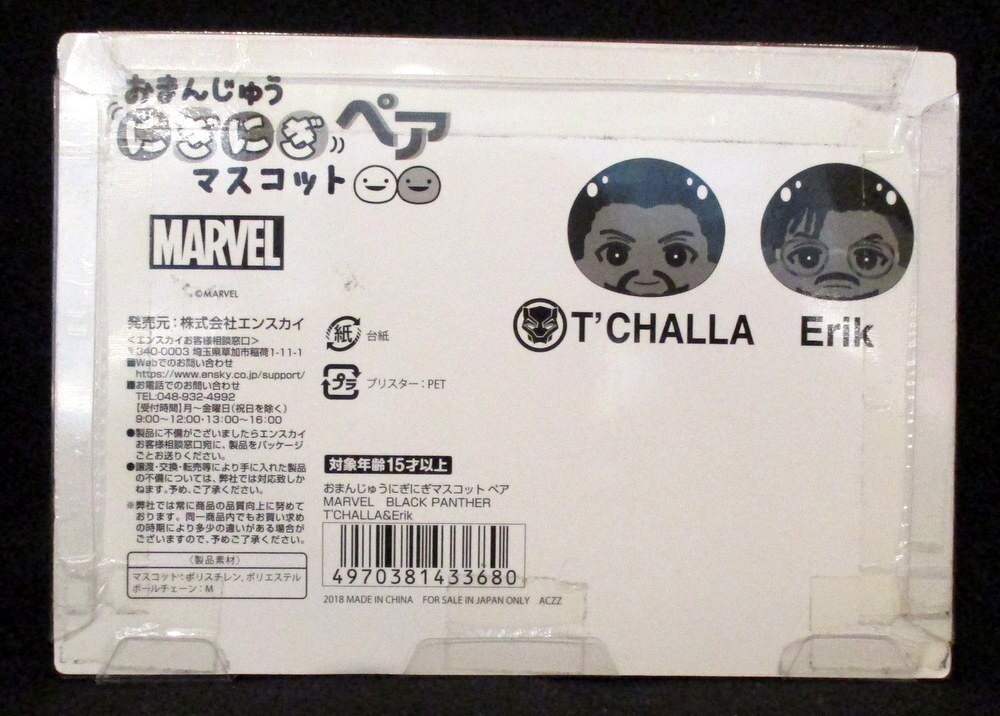 おまんじゅう
"にぎにぎ"ペア
マスコット
MARVEL
©MARVEL
発売元:株式会社エンスカイ
<エンスカイお客様相談窓口>
〒340-0003 埼玉県草加市稲荷1-11-1
■Webでのお問い合わせ
https://www.ensky.co.jp/support/
■お電話でのお問い合わせ
TEL:048-932-4992
【受付時間】月~金曜日(祝日を除く)
9:00~12:00・13:00~16:00
●製品に不備がございましたらエンスカイ
お客様相談窓口宛に、製品をパッケージ
ごとお送りください。
●譲渡・交換・転売等により手に入れた製品
の不備については、弊社では対応致しか
ねます。予め、ご了承ください。
※弊社では常に商品の品質向上に努めて
おります。同一商品内でもお買い求め
の時期により多少の違いがある場合が
ございますので、予めご了承ください。
〈製品素材〉
マスコット:ポリスチレン,ポリエステル
ボールチェーン:M
紙 台紙
プラ ブリスター:PET
対象年齢15才以上
おまんじゅうにぎにぎマスコット ペア
MARVEL BLACK PANTHER
T'CHALLA&Erik
4970381433680
2018 MADE IN CHINA FOR SALE IN JAPAN ONLY ACZZ
T'CHALLA
Erik